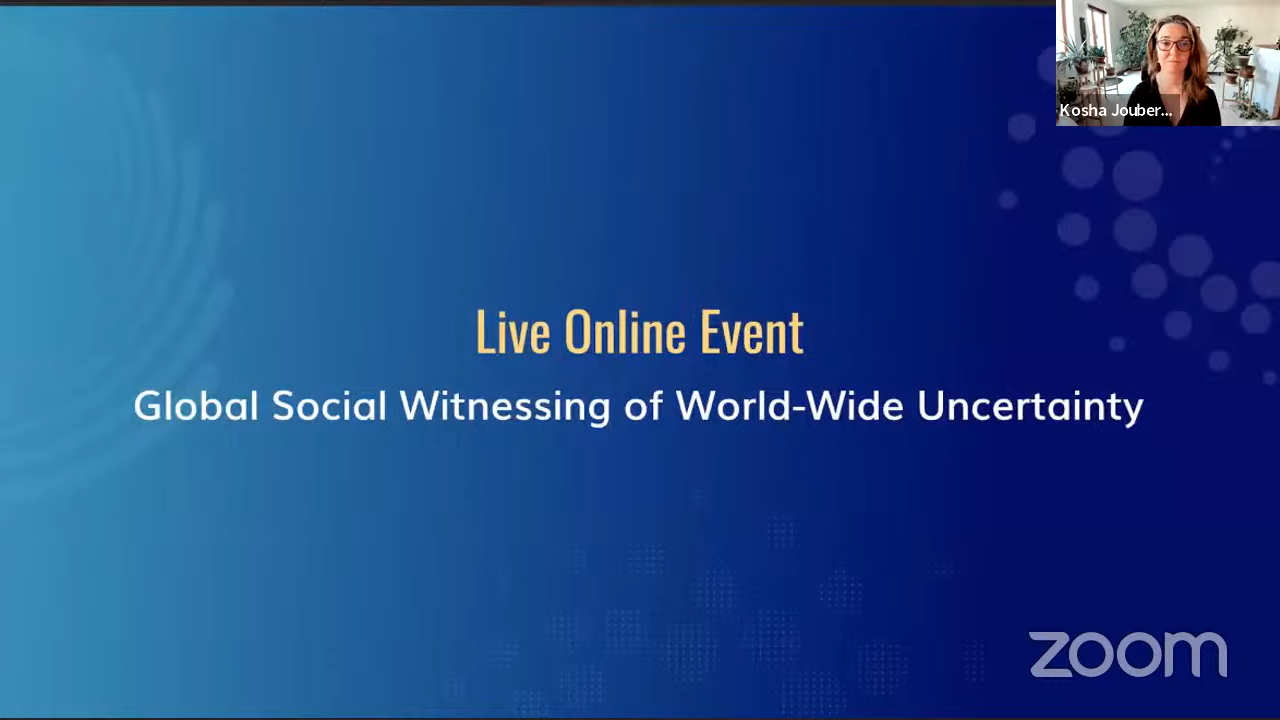 Kosha Jouber...
Live Online Event
Global Social Witnessing of World-Wide Uncertainty
zoom